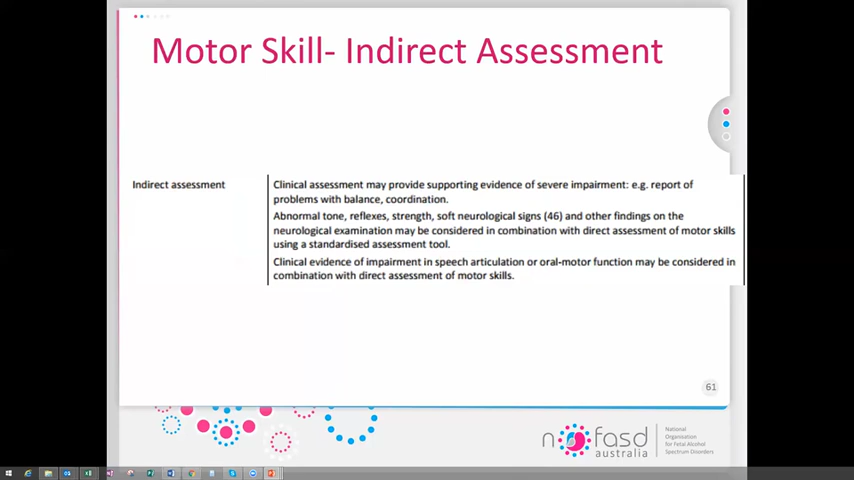 Motor Skill- Indirect Assessment
Indirect assessment
Clinical assessment may provide supporting evidence of severe impairment: e.g. report of
problems with balance, coordination.
Abnormal tone, reflexes, strength, soft neurological signs (46) and other findings on the
neurological examination may be considered in combination with direct assessment of motor skills
using a standardised assessment tool.
Clinical evidence of impairment in speech articulation or oral-motor function may be considered in
combination with direct assessment of motor skills.
61
nofasd
australia
National
Organisation
for Fetal Alcohol
Spectrum Disorders